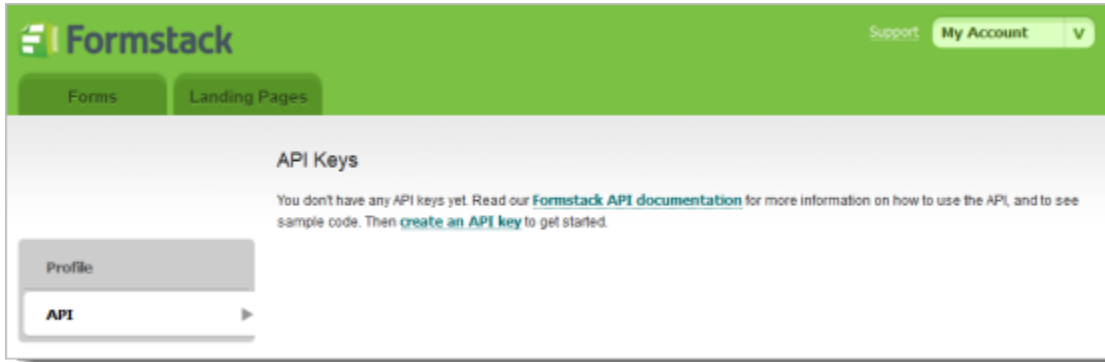 Formstack
Support
My Account
V
Forms
Landing Pages
API Keys
You don't have any API keys yet. Read our Formstack API documentation for more information on how to use the API, and to see
sample code. Then create an API key to get started.
Profile
API